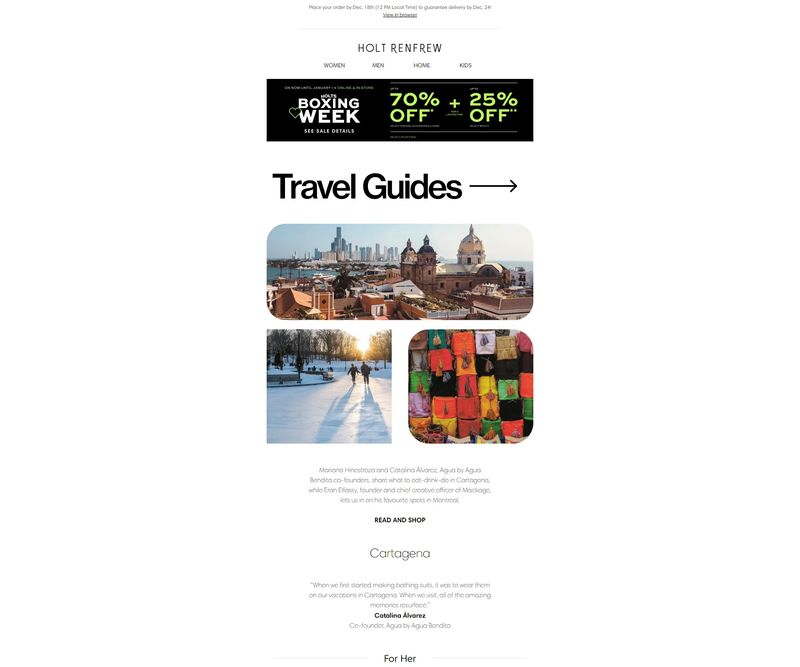 Place your order by Dec. 18th (12 PM Local Time) to guarantee delivery by Dec. 24!
View in browser
HOLT RENFREW
WOMEN MEN HOME KIDS
ON NOW UNTIL JANUARY 1 • ONLINE & IN STORE
HOLTS
BOXING
WEEK
SEE SALE DETAILS
UP TO
70%
OFF*
+
UP TO
25%
OFF**
Travel Guides
Mariana Hinestroza and Catalina Álvarez, Agua by Agua
Bendita co-founders, share what to eat-drink-do in Cartagena,
while Eran Elfassy, founder and chief creative officer of Mackage,
lets us in on his favourite spots in Montreal.
READ AND SHOP
Cartagena
“When we first started making bathing suits, it was to wear them
on our vacations in Cartagena. When we visit, all of the amazing
memories resurface.”
Catalina Álvarez
Co-founder, Agua by Agua Bendita
For Her